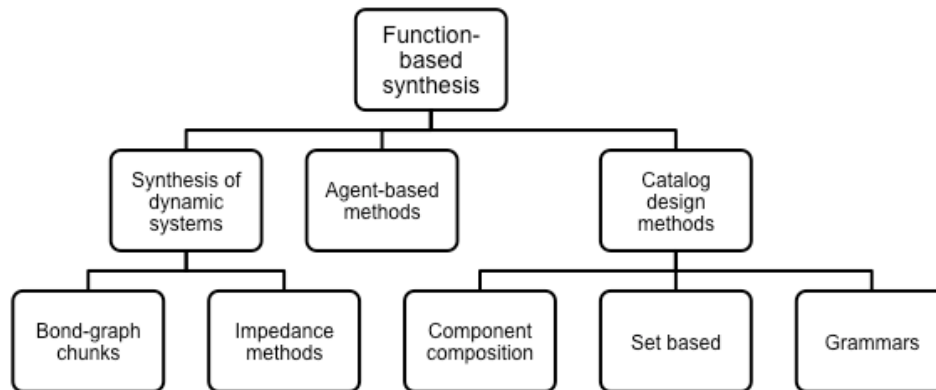 Function-
based
synthesis
Synthesis of
dynamic
systems
Agent-based
methods
Catalog
design
methods
Bond-graph
chunks
Impedance
methods
Component
composition
Set based
Grammars